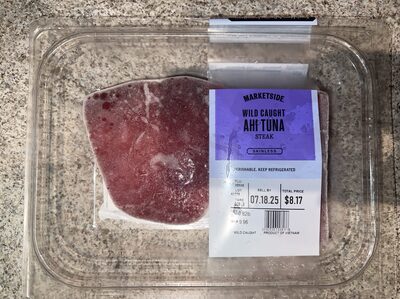 MARKETSIDE
WILD CAUGHT
AHI TUNA
STEAK
SKINLESS
PERISHABLE. KEEP REFRIGERATED
SELL BY
TOTAL PRICE
07.18.25
$8.17
WILD CAUGHT
PRODUCT OF VIETNAM